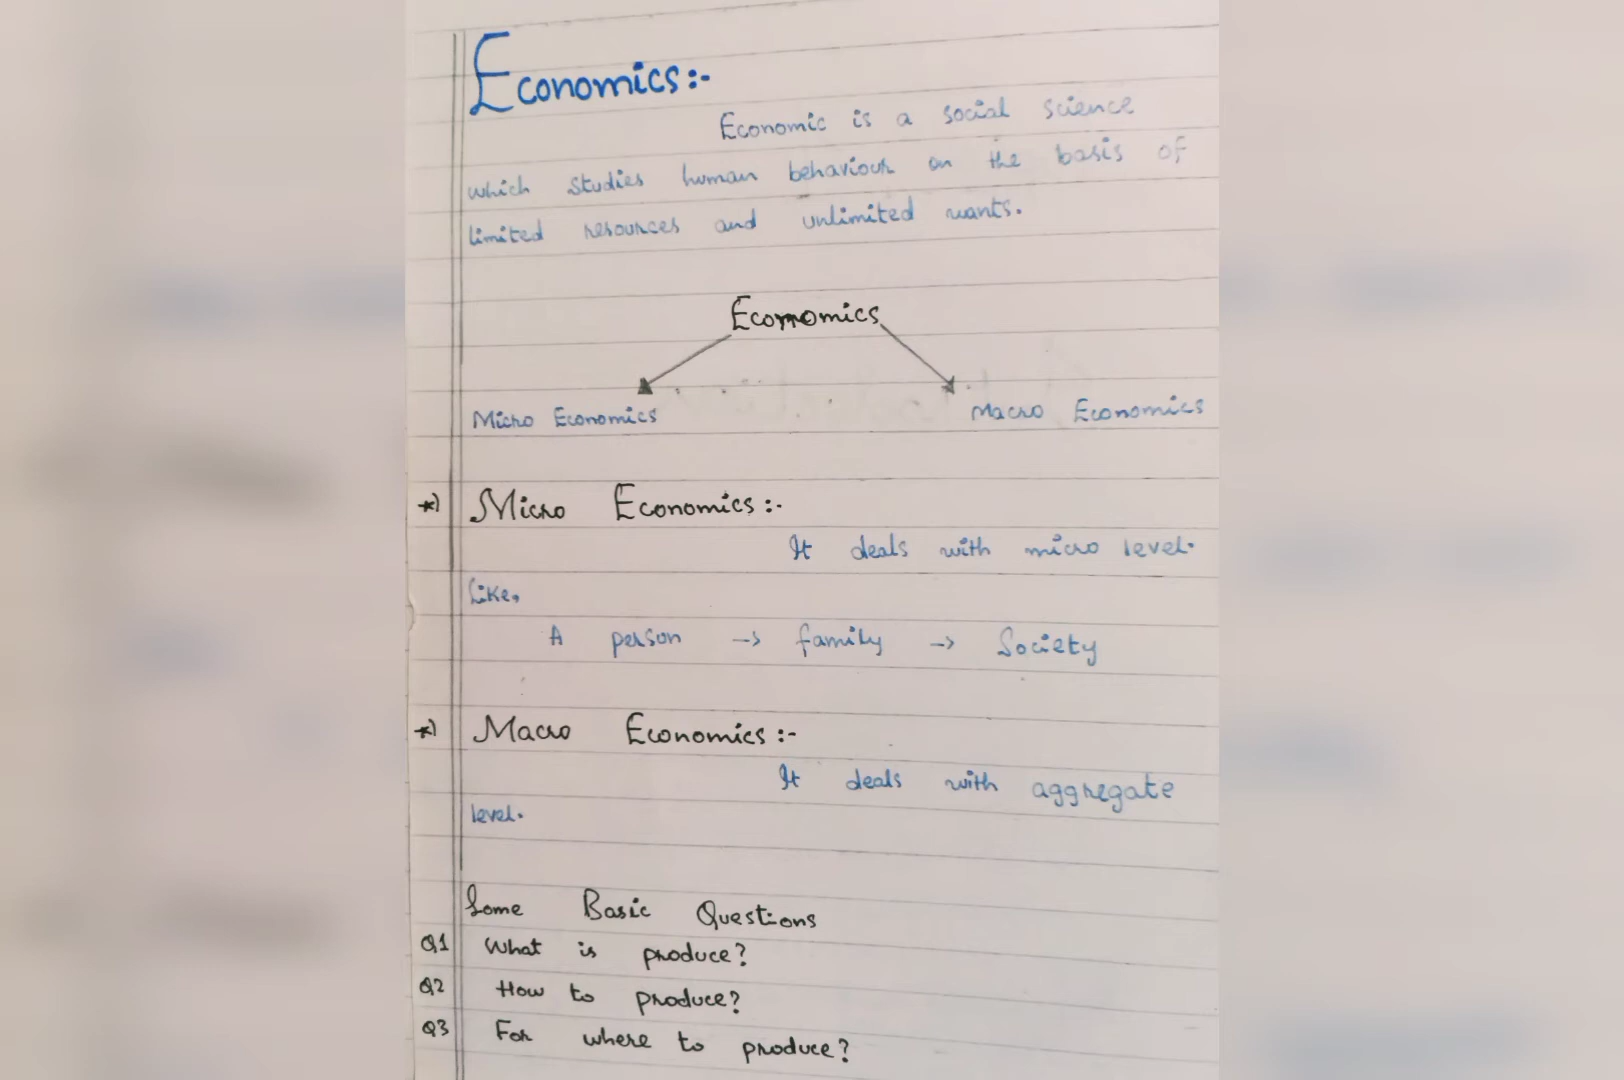 Economics:-
Economic is a social science
which studies human behaviour on the basis of
limited resources and unlimited wants.
Economics
Micro Economics Macro Economics
*) Micro Economics:-
It deals with micro level.
Like,
A person -> family -> Society
*) Macro Economics:-
It deals with aggregate
level.
Some Basic Questions
Q1 What is produce?
Q2 How to produce?
Q3 For where to produce?